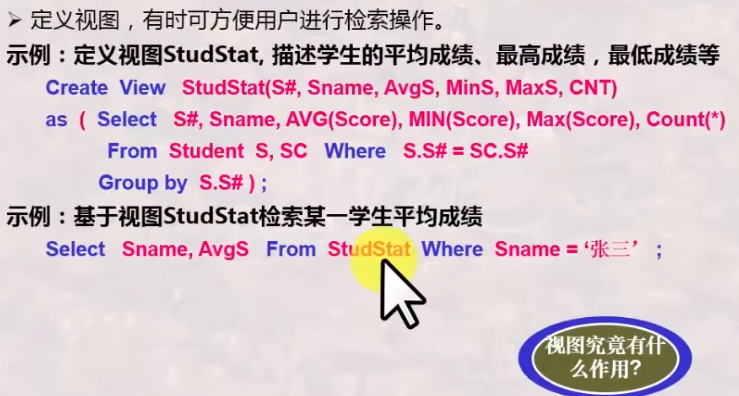 ➢ 定义视图，有时可方便用户进行检索操作。
示例：定义视图StudStat, 描述学生的平均成绩、最高成绩，最低成绩等
Create View StudStat(S#, Sname, AvgS, MinS, MaxS, CNT)
as ( Select S#, Sname, AVG(Score), MIN(Score), Max(Score), Count(*)
From Student S, SC Where S.S# = SC.S#
Group by S.S# ) ;
示例：基于视图StudStat检索某一学生平均成绩
Select Sname, AvgS From StudStat Where Sname = ‘张三’ ;
视图究竟有什
么作用?